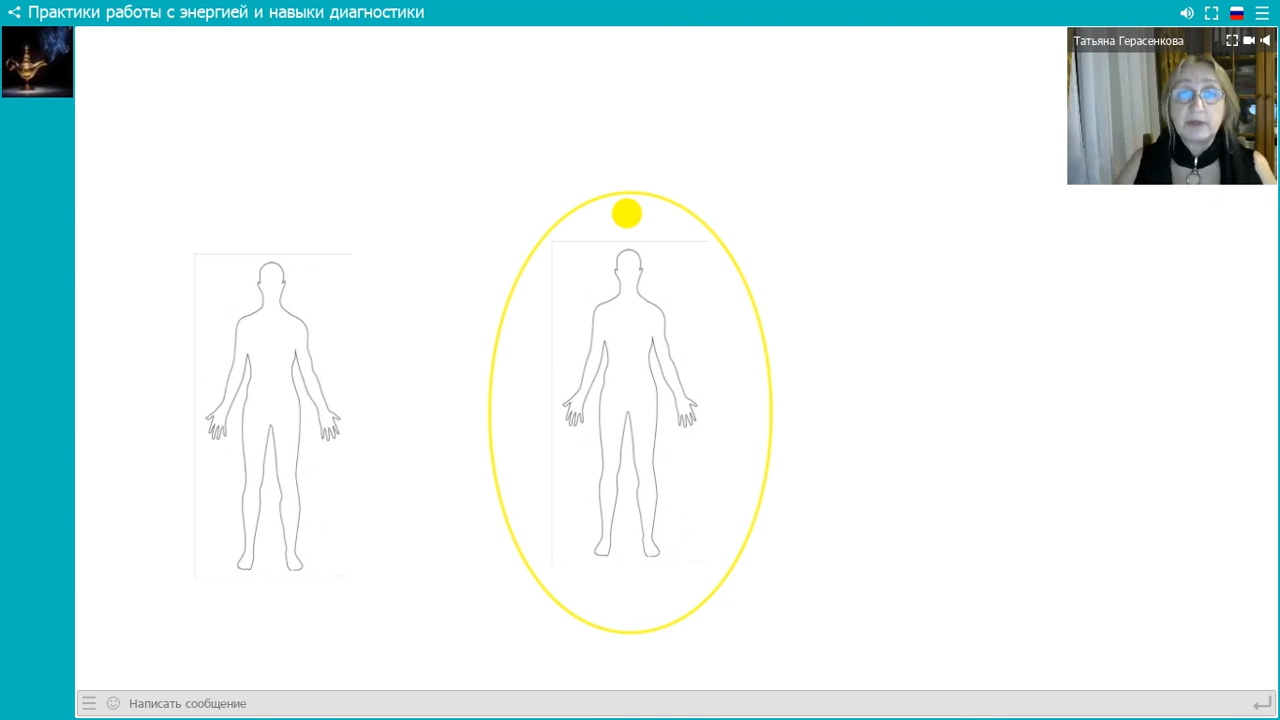 Практики работы с энергией и навыки диагностики
Татьяна Герасенкова
Написать сообщение